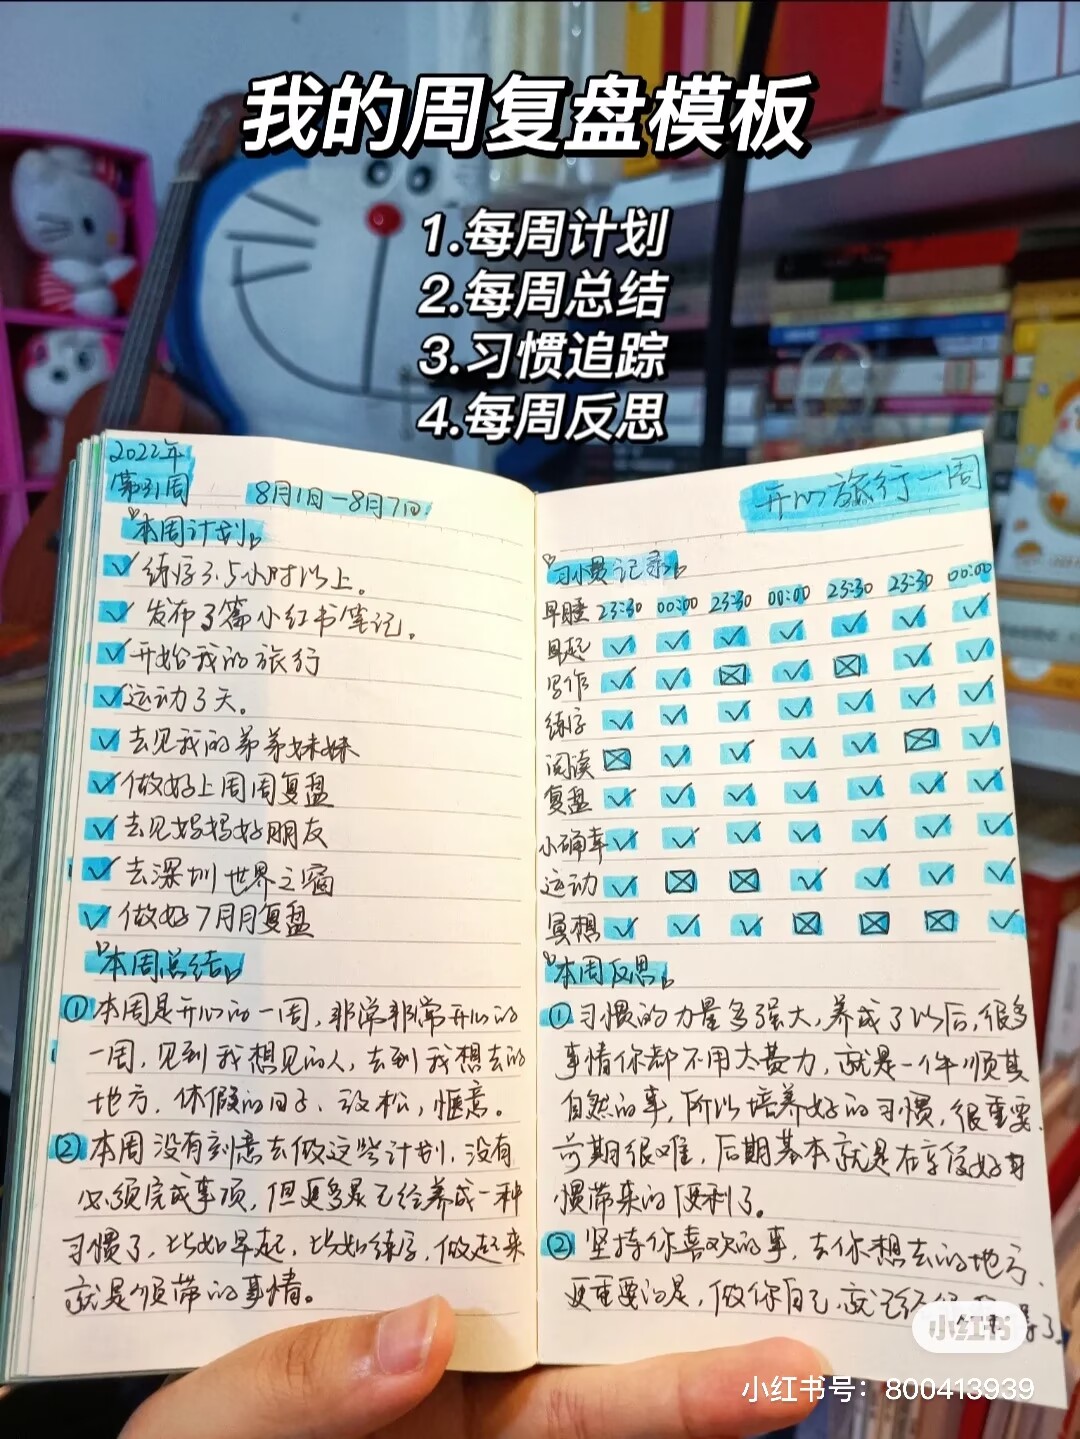 我的周复盘模板
1.每周计划
2.每周总结
3.习惯追踪
4.每周反思
2022年
第31周
8月1日—8月7日
本周计划
练字3.5小时以上。
发布3篇小红书笔记。
开始我的旅行
运动3天。
去见我的弟弟妹妹
做好上周周复盘
去见妈妈好朋友
去深圳世界之窗
做好7月月复盘
本周总结
①本周是开心的一周,非常非常开心的
一周,见到我想见的人,去到我想去的
地方,休假的日子、放松,惬意。
②本周没有刻意去做这些计划,没有
必须完成事项,但更多是已经养成一种
习惯了,比如早起,比如练字,做起来
就是顺带的事情。
开心旅行一周
习惯记录
早睡 23:30 00:00 23:30 00:00 23:30 23:30 00:00
早起
写作
练字
阅读
复盘
小确幸
运动
冥想
本周反思
①习惯的力量多强大,养成了以后,很多
事情你都不用太费力,就是一件顺其
自然的事,所以培养好的习惯,很重要,
前期很难,后期基本就是在享受好习
惯带来的便利了。
②坚持你喜欢的事,去你想去的地方,
更重要的是,做你自己,就已经很
了
小红书
小红书号：800413939